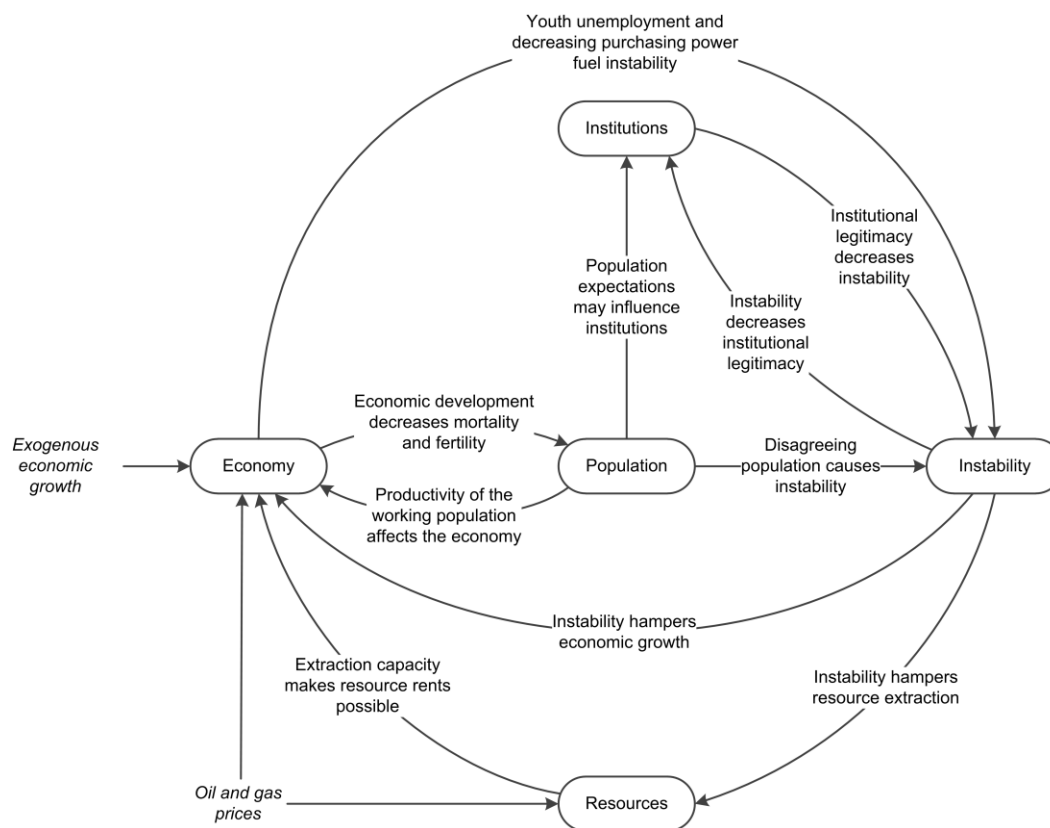 Youth unemployment and
decreasing purchasing power
fuel instability
Institutions
Institutional
legitimacy
decreases
instability
Population
expectations
may influence
institutions
Instability
decreases
institutional
legitimacy
Economic development
decreases mortality
and fertility
Exogenous
economic
growth
Economy
Population
Disagreeing
population causes
instability
Instability
Productivity of the
working population
affects the economy
Instability hampers
economic growth
Extraction capacity
makes resource rents
possible
Instability hampers
resource extraction
Oil and gas
prices
Resources